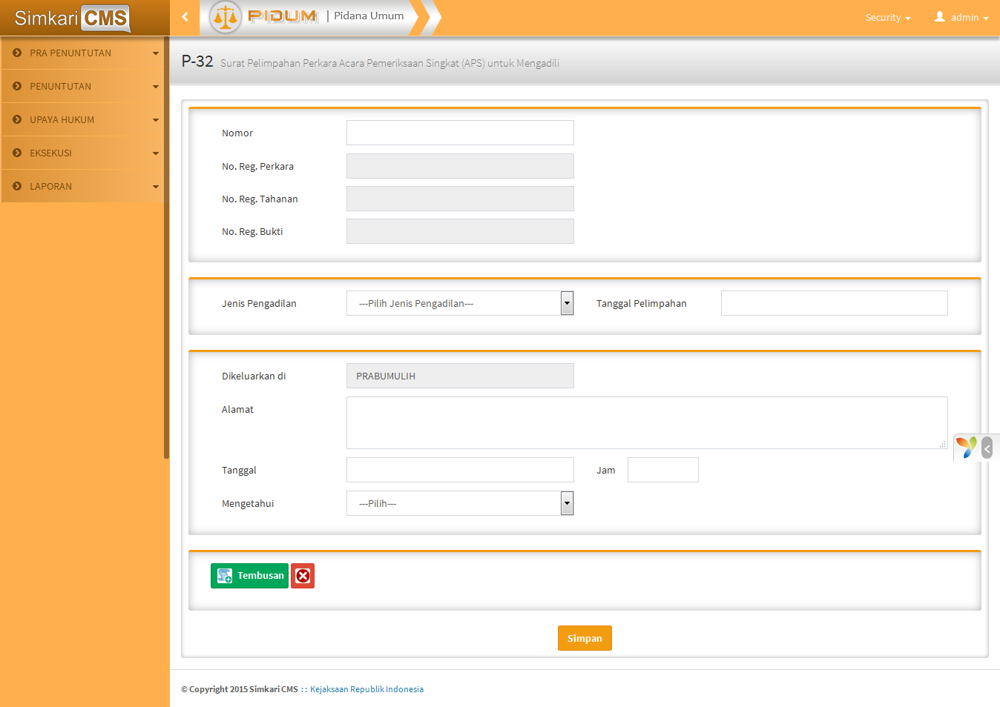 Simkari CMS
PIDUM | Pidana Umum
Security
admin
PRA PENUNTUTAN
PENUNTUTAN
UPAYA HUKUM
EKSEKUSI
LAPORAN
P-32 Surat Pelimpahan Perkara Acara Pemeriksaan Singkat (APS) untuk Mengadili
Nomor
No. Reg. Perkara
No. Reg. Tahanan
No. Reg. Bukti
Jenis Pengadilan
---Pilih Jenis Pengadilan---
Tanggal Pelimpahan
Dikeluarkan di
PRABUMULIH
Alamat
Tanggal
Jam
Mengetahui
---Pilih---
Tembusan
Simpan
© Copyright 2015 Simkari CMS :: Kejaksaan Republik Indonesia